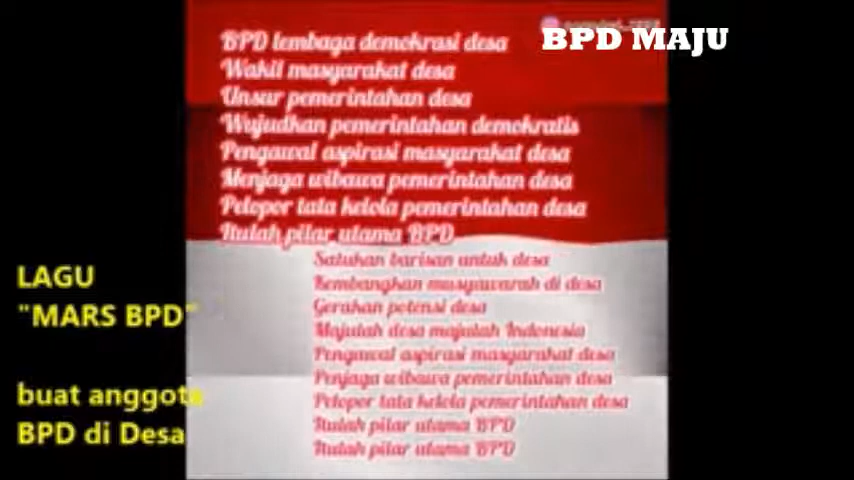 BPD MAJU
BPD lembaga demokrasi desa
Wakil masyarakat desa
Unsur pemerintahan desa
Wujudkan pemerintahan demokratis
Pengawal aspirasi masyarakat desa
Menjaga wibawa pemerintahan desa
Pelopor tata kelola pemerintahan desa
Itulah pilar utama BPD
Satukan barisan untuk desa
Kembangkan musyawarah di desa
Gerakan potensi desa
Majulah desa majulah Indonesia
Pengawal aspirasi masyarakat desa
Penjaga wibawa pemerintahan desa
Pelopor tata kelola pemerintahan desa
Itulah pilar utama BPD
Itulah pilar utama BPD
LAGU
"MARS BPD"
buat anggota
BPD di Desa